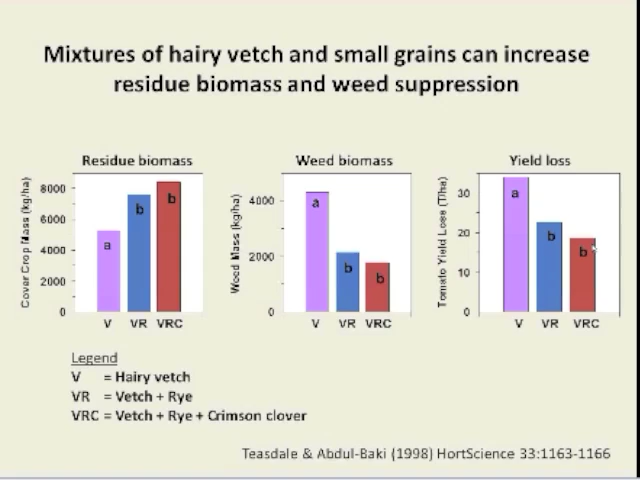 Mixtures of hairy vetch and small grains can increase
residue biomass and weed suppression
Residue biomass
Cover Crop Mass (kg/ha)
8000
6000
4000
2000
0
a
b
b
V VR VRC
Weed biomass
Weed Mass (kg/ha)
4000
2000
0
a
b
b
V VR VRC
Yield loss
Tomato Yield Loss (T/ha)
30
20
10
0
a
b
b
V VR VRC
Legend
V = Hairy vetch
VR = Vetch + Rye
VRC = Vetch + Rye + Crimson clover
Teasdale & Abdul-Baki (1998) HortScience 33:1163-1166